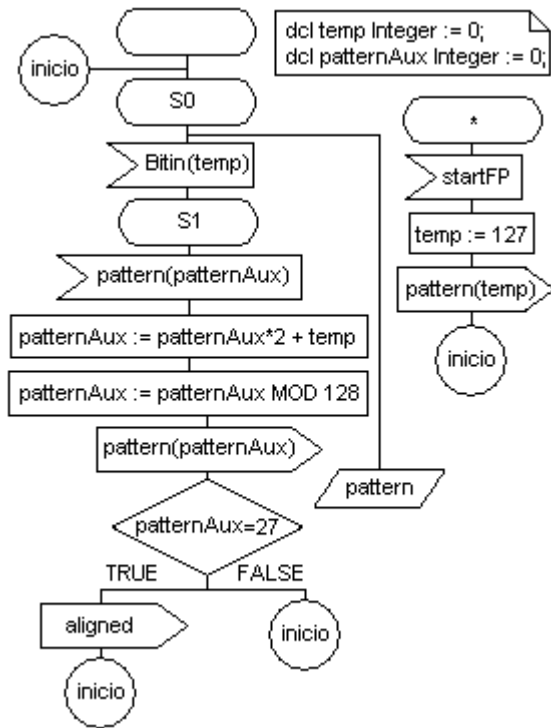 dcl temp Integer := 0;
dcl patternAux Integer := 0;
inicio
S0
*
Bitin(temp)
startFP
S1
temp := 127
pattern(patternAux)
pattern(temp)
patternAux := patternAux*2 + temp
inicio
patternAux := patternAux MOD 128
pattern(patternAux)
pattern
patternAux=27
TRUE
FALSE
aligned
inicio
inicio